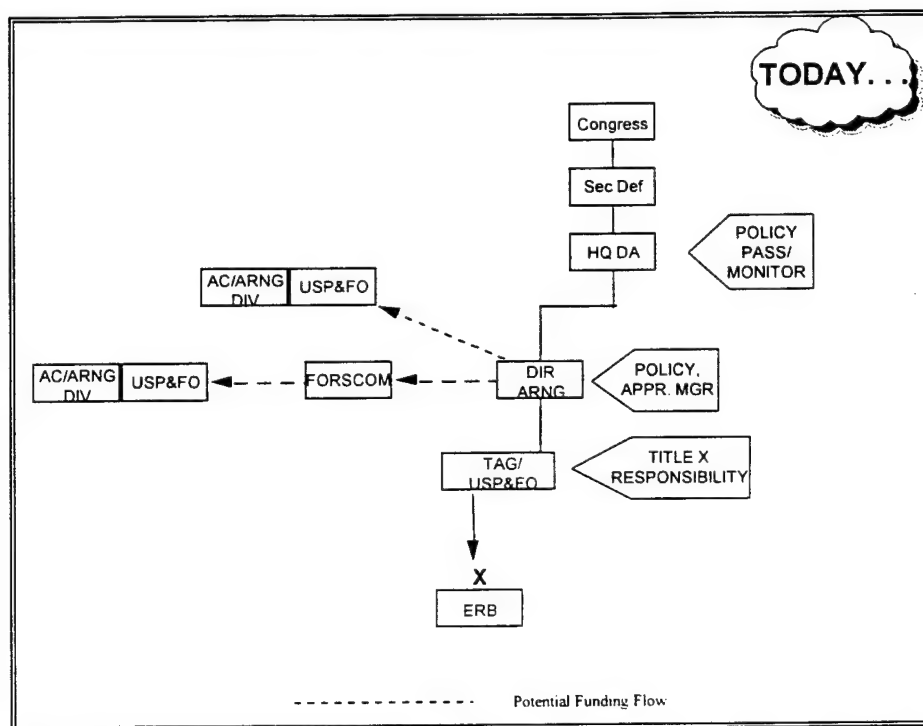 TODAY. . .
Congress
Sec Def
HQ DA
POLICY
PASS/
MONITOR
AC/ARNG
DIV
USP&FO
AC/ARNG
DIV
USP&FO
FORSCOM
DIR
ARNG
POLICY,
APPR. MGR
TAG/
USP&FO
TITLE X
RESPONSIBILITY
X
ERB
Potential Funding Flow